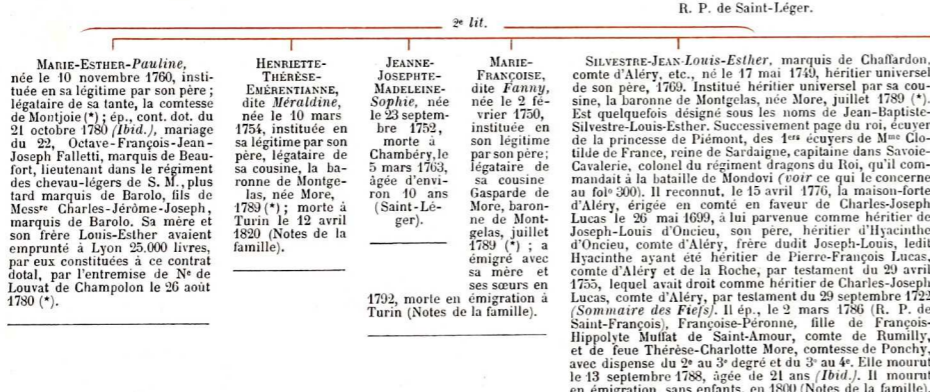 R. P. de Saint-Léger.
2e lit.
MARIE-ESTHER-Pauline,
née le 10 novembre 1760, insti-
tuée en sa légitime par son père;
légataire de sa tante, la comtesse
de Montjoie (*); ép., cont. dot. du
21 octobre 1780 (Ibid.), mariage
du 22, Octave-François-Jean-
Joseph Falletti, marquis de Beau-
fort, lieutenant dans le régiment
des chevau-légers de S. M., plus
tard marquis de Barolo, fils de
Messre Charles-Jérôme-Joseph,
marquis de Barolo. Sa mère et
son frère Louis-Esther avaient
emprunté à Lyon 25.000 livres,
par eux constituées à ce contrat
dotal, par l'entremise de Ne de
Louvat de Champolon le 26 août
1780 (*).
HENRIETTE-
THÉRÈSE-
EMÉRENTIANNE,
dite Méraldine,
née le 10 mars
1754, instituée en
sa légitime par son
père, légataire de
sa cousine, la ba-
ronne de Montge-
las, née More,
1789 (*); morte à
Turin le 12 avril
1820 (Notes de la
famille).
JEANNE-
JOSEPHTE-
MADELEINE-
Sophie, née
le 23 septem-
bre 1752,
morte à
Chambéry, le
5 mars 1763,
âgée d'envi-
ron 10 ans
(Saint-Lé-
ger).
MARIE-
FRANÇOISE,
dite Fanny,
née le 2 fé-
vrier 1750,
instituée en
son légitime
par son père;
légataire de
sa cousine
Gasparde de
More, baron-
ne de Mont-
gelas, juillet
1789 (*); a
émigré avec
sa mère et
ses sœurs en
1792, morte en émigration à
Turin (Notes de la famille).
SILVESTRE-JEAN-Louis-Esther, marquis de Chaffardon,
comte d'Aléry, etc., né le 17 mai 1749, héritier universel
de son père, 1769. Institué héritier universel par sa cou-
sine, la baronne de Montgelas, née More, juillet 1789 (*).
Est quelquefois désigné sous les noms de Jean-Baptiste-
Silvestre-Louis-Esther. Successivement page du roi, écuyer
de la princesse de Piémont, des 1ers écuyers de Mme Clo-
tilde de France, reine de Sardaigne, capitaine dans Savoie-
Cavalerie, colonel du régiment dragons du Roi, qu'il com-
mandait à la bataille de Mondovi (voir ce qui le concerne
au folo 300). Il reconnut, le 15 avril 1776, la maison-forte
d'Aléry, érigée en comté en faveur de Charles-Joseph
Lucas le 26 mai 1699, à lui parvenue comme héritier de
Joseph-Louis d'Oncieu, son père, héritier d'Hyacinthe
d'Oncieu, comte d'Aléry, frère dudit Joseph-Louis, ledit
Hyacinthe ayant été héritier de Pierre-François Lucas,
comte d'Aléry et de la Roche, par testament du 29 avril
1755, lequel avait droit comme héritier de Charles-Joseph
Lucas, comte d'Aléry, par testament du 29 septembre 1722
(Sommaire des Fiefs). Il ép., le 2 mars 1786 (R. P. de
Saint-François), Françoise-Péronne, fille de François-
Hippolyte Muffat de Saint-Amour, comte de Rumilly,
et de feue Thérèse-Charlotte More, comtesse de Ponchy,
avec dispense du 2e au 3e degré et du 3e au 4e. Elle mourut
le 13 septembre 1788, âgée de 21 ans (Ibid.). Il mourut
en émigration, sans enfants, en 1800 (Notes de la famille).